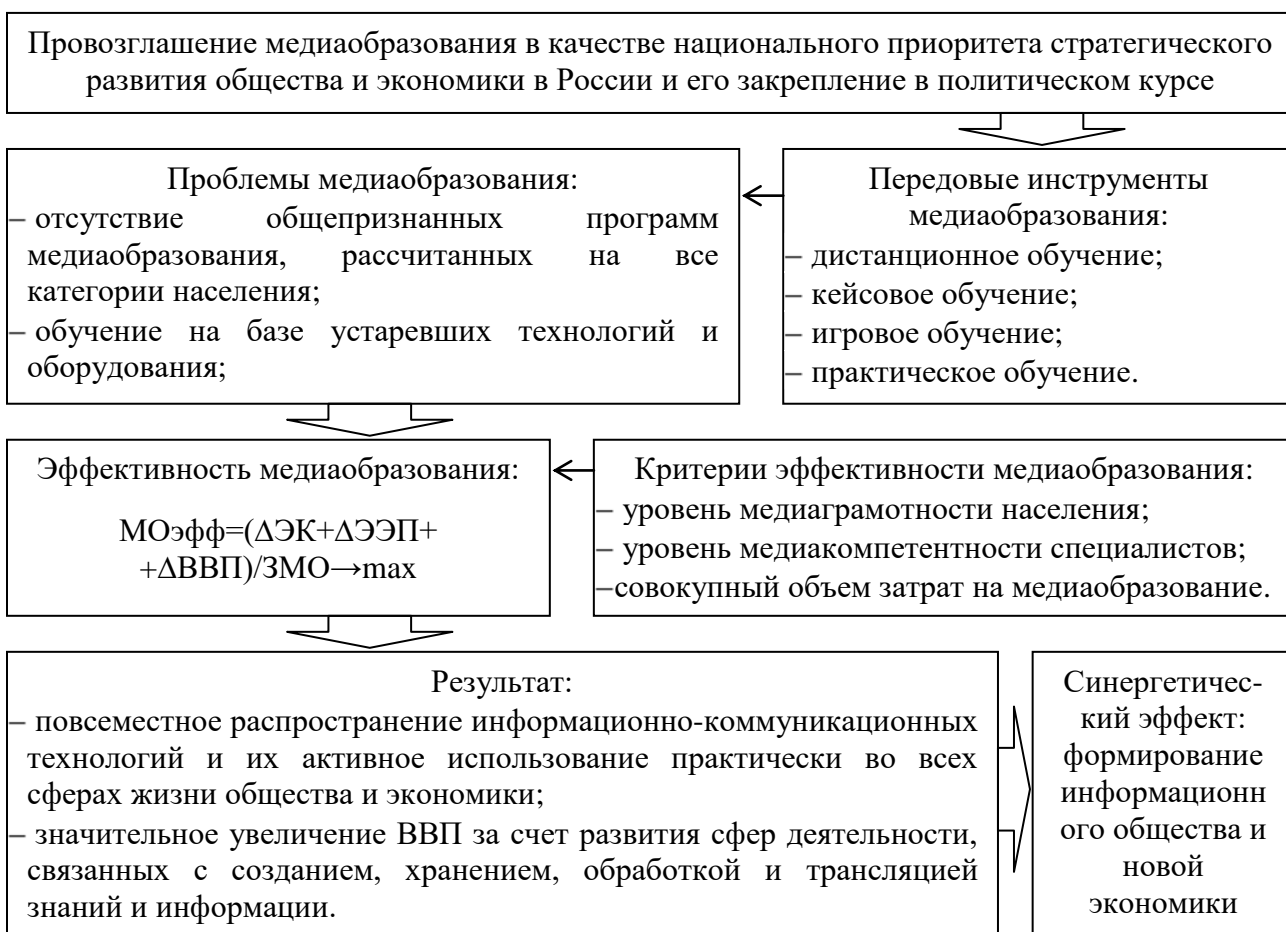 Провозглашение медиаобразования в качестве национального приоритета стратегического
развития общества и экономики в России и его закрепление в политическом курсе
Проблемы медиаобразования:
– отсутствие общепризнанных программ
медиаобразования, рассчитанных на все
категории населения;
– обучение на базе устаревших технологий и
оборудования;
Передовые инструменты
медиаобразования:
– дистанционное обучение;
– кейсовое обучение;
– игровое обучение;
– практическое обучение.
Эффективность медиаобразования:
МОэфф=(ΔЭК+ΔЭЭП+
+ΔВВП)/ЗМО→max
Критерии эффективности медиаобразования:
– уровень медиаграмотности населения;
– уровень медиакомпетентности специалистов;
–совокупный объем затрат на медиаобразование.
Результат:
– повсеместное распространение информационно-коммуникационных
технологий и их активное использование практически во всех
сферах жизни общества и экономики;
– значительное увеличение ВВП за счет развития сфер деятельности,
связанных с созданием, хранением, обработкой и трансляцией
знаний и информации.
Синергетичес-
кий эффект:
формирование
информационн
ого общества и
новой
экономики